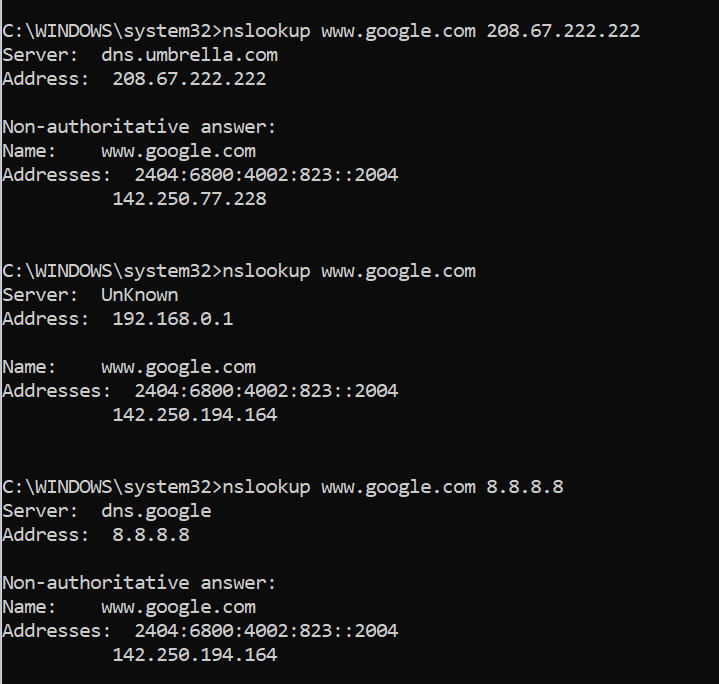 C:\WINDOWS\system32>nslookup www.google.com 208.67.222.222
Server:  dns.umbrella.com
Address:  208.67.222.222
Non-authoritative answer:
Name:    www.google.com
Addresses:  2404:6800:4002:823::2004
142.250.77.228
C:\WINDOWS\system32>nslookup www.google.com
Server:  UnKnown
Address:  192.168.0.1
Name:    www.google.com
Addresses:  2404:6800:4002:823::2004
142.250.194.164
C:\WINDOWS\system32>nslookup www.google.com 8.8.8.8
Server:  dns.google
Address:  8.8.8.8
Non-authoritative answer:
Name:    www.google.com
Addresses:  2404:6800:4002:823::2004
142.250.194.164